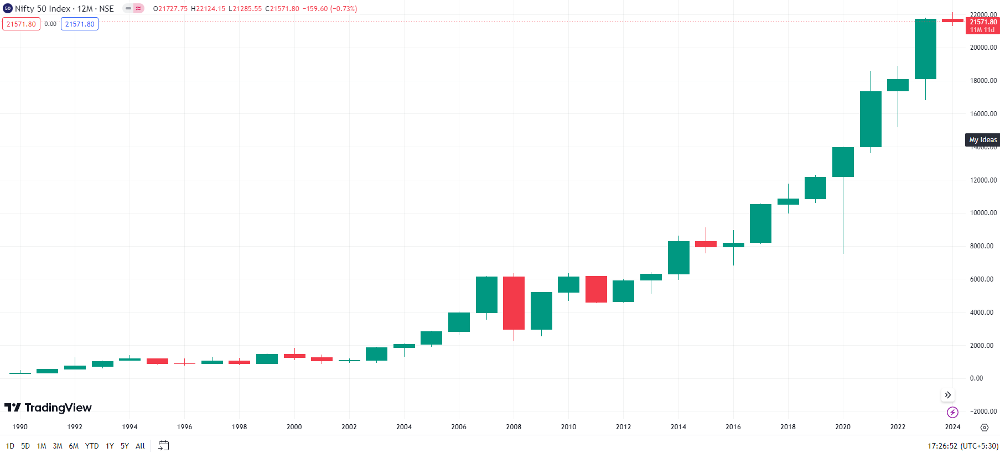 50 Nifty 50 Index · 12M · NSE O21727.75 H22124.15 L21285.55 C21571.80 −159.60 (−0.73%)
21571.80 0.00 21571.80
22000.00
21571.80
11M 11d
20000.00
18000.00
16000.00
My Ideas
14000.00
12000.00
10000.00
8000.00
6000.00
4000.00
2000.00
0.00
−2000.00
TradingView
1990 1992 1994 1996 1998 2000 2002 2004 2006 2008 2010 2012 2014 2016 2018 2020 2022 2024
1D 5D 1M 3M 6M YTD 1Y 5Y All 17:26:52 (UTC+5:30)